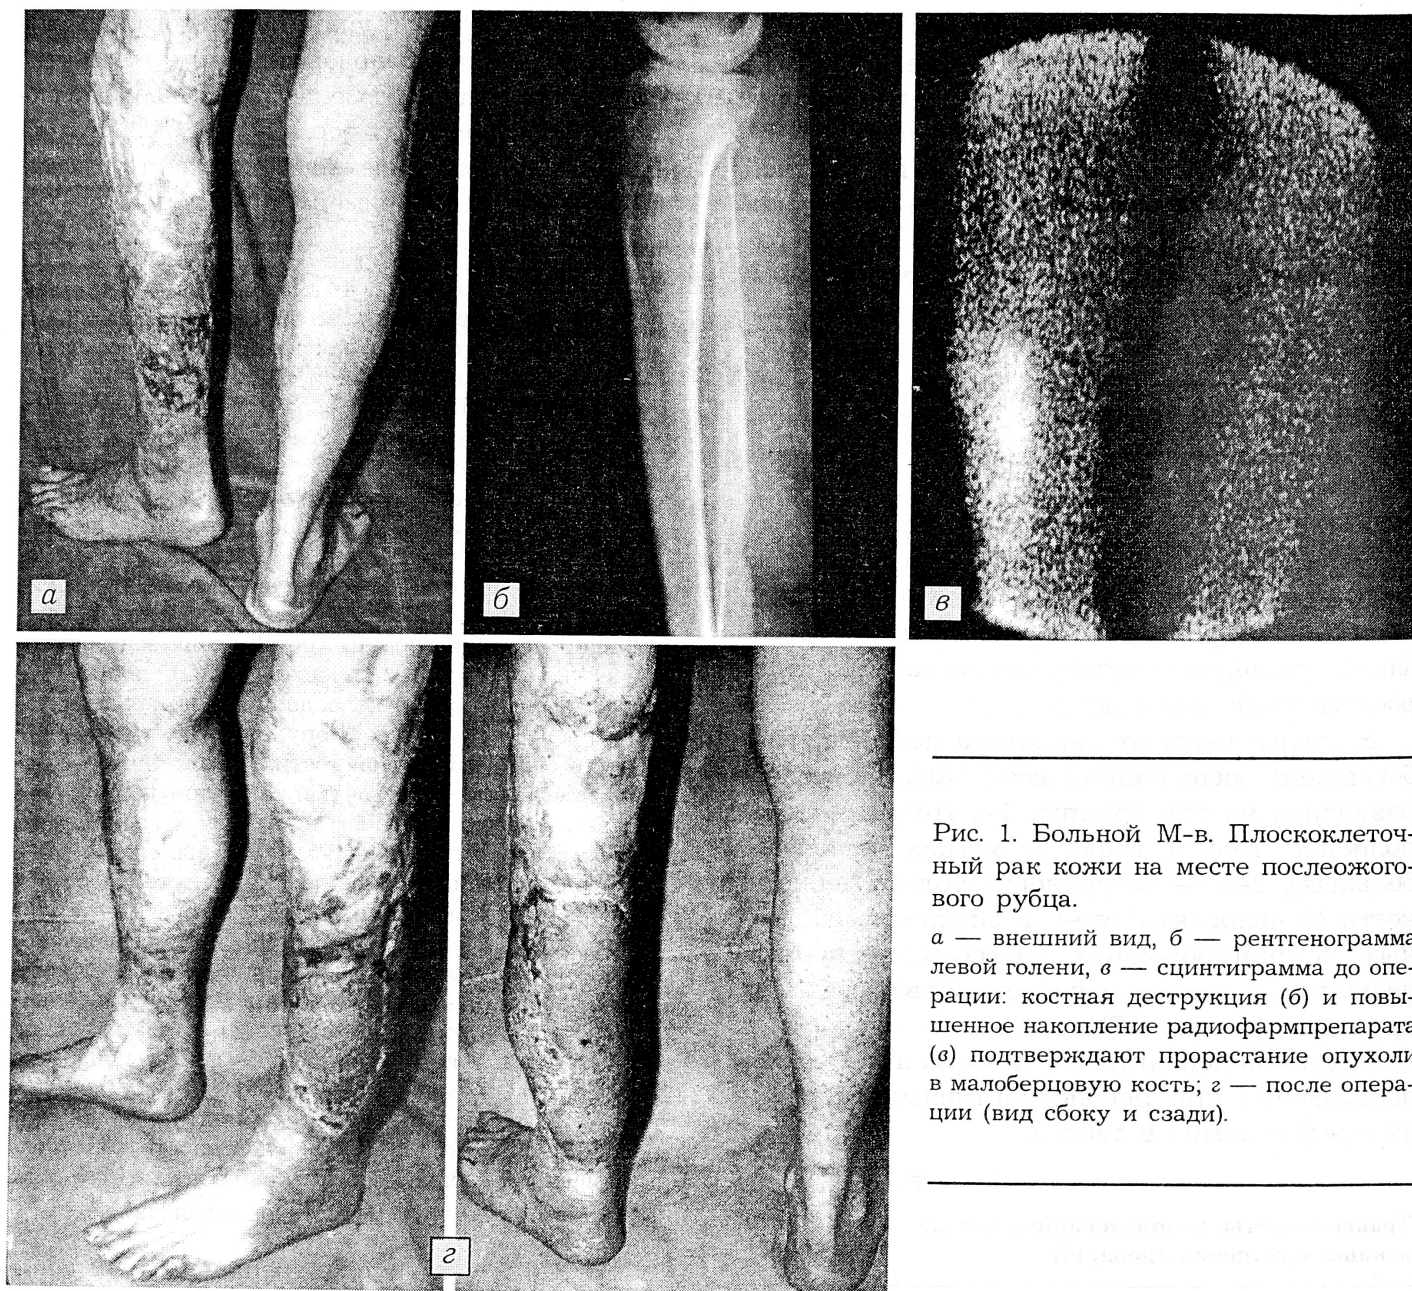 а
б
в
г
Рис. 1. Больной М-в. Плоскоклеточ-
ный рак кожи на месте послеожого-
вого рубца.
а — внешний вид, б — рентгенограмма
левой голени, в — сцинтиграмма до опе-
рации: костная деструкция (б) и повы-
шенное накопление радиофармпрепарата
(в) подтверждают прорастание опухоли
в малоберцовую кость; г — после опера-
ции (вид сбоку и сзади).